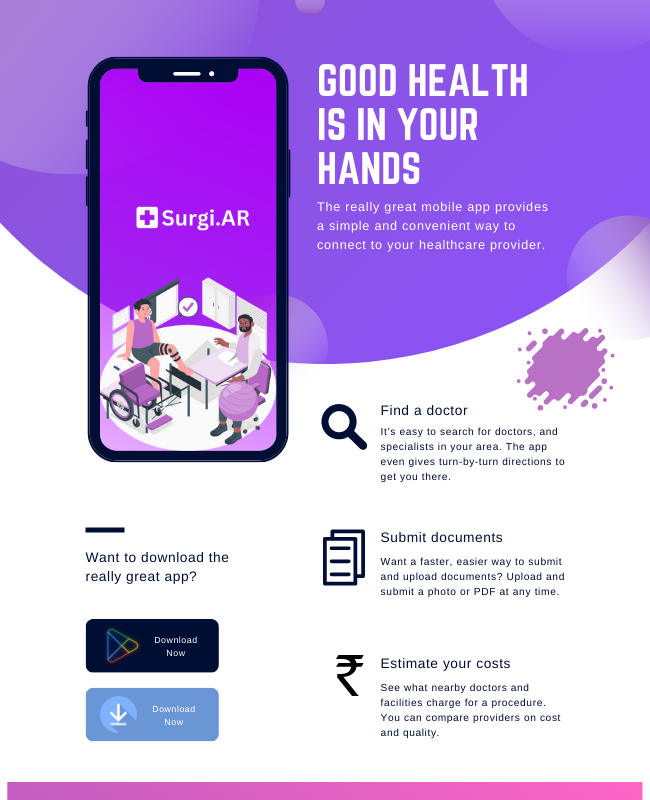 GOOD HEALTH
IS IN YOUR
HANDS
The really great mobile app provides
a simple and convenient way to
connect to your healthcare provider.
Surgi.AR
Find a doctor
It's easy to search for doctors, and
specialists in your area. The app
even gives turn-by-turn directions to
get you there.
Want to download the
really great app?
Download
Now
Download
Now
Submit documents
Want a faster, easier way to submit
and upload documents? Upload and
submit a photo or PDF at any time.
₹
Estimate your costs
See what nearby doctors and
facilities charge for a procedure.
You can compare providers on cost
and quality.